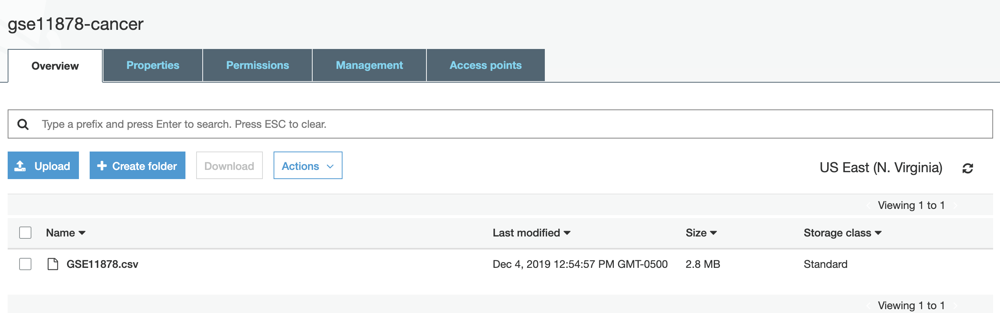 gse11878-cancer
Overview Properties Permissions Management Access points
Type a prefix and press Enter to search. Press ESC to clear.
Upload Create folder Download Actions US East (N. Virginia)
Viewing 1 to 1
Name Last modified Size Storage class
GSE11878.csv Dec 4, 2019 12:54:57 PM GMT-0500 2.8 MB Standard
Viewing 1 to 1